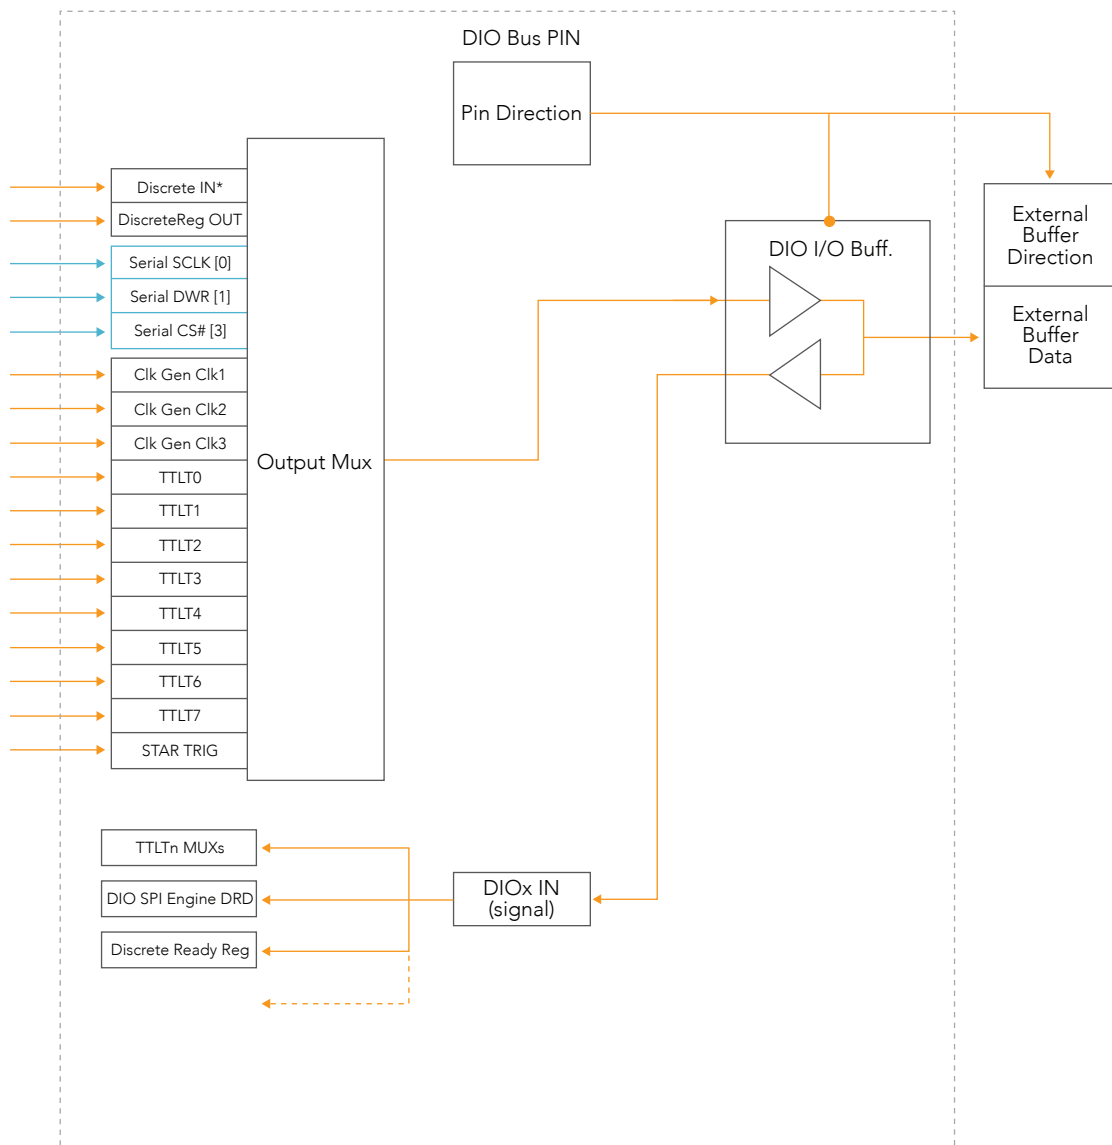 DIO Bus PIN
Pin Direction
Discrete IN*
DiscreteReg OUT
Serial SCLK [0]
Serial DWR [1]
Serial CS# [3]
Clk Gen Clk1
Clk Gen Clk2
Clk Gen Clk3
TTLT0
TTLT1
TTLT2
TTLT3
TTLT4
TTLT5
TTLT6
TTLT7
STAR TRIG
Output Mux
DIO I/O Buff.
External
Buffer
Direction
External
Buffer
Data
TTLTn MUXs
DIO SPI Engine DRD
Discrete Ready Reg
DIOx IN
(signal)